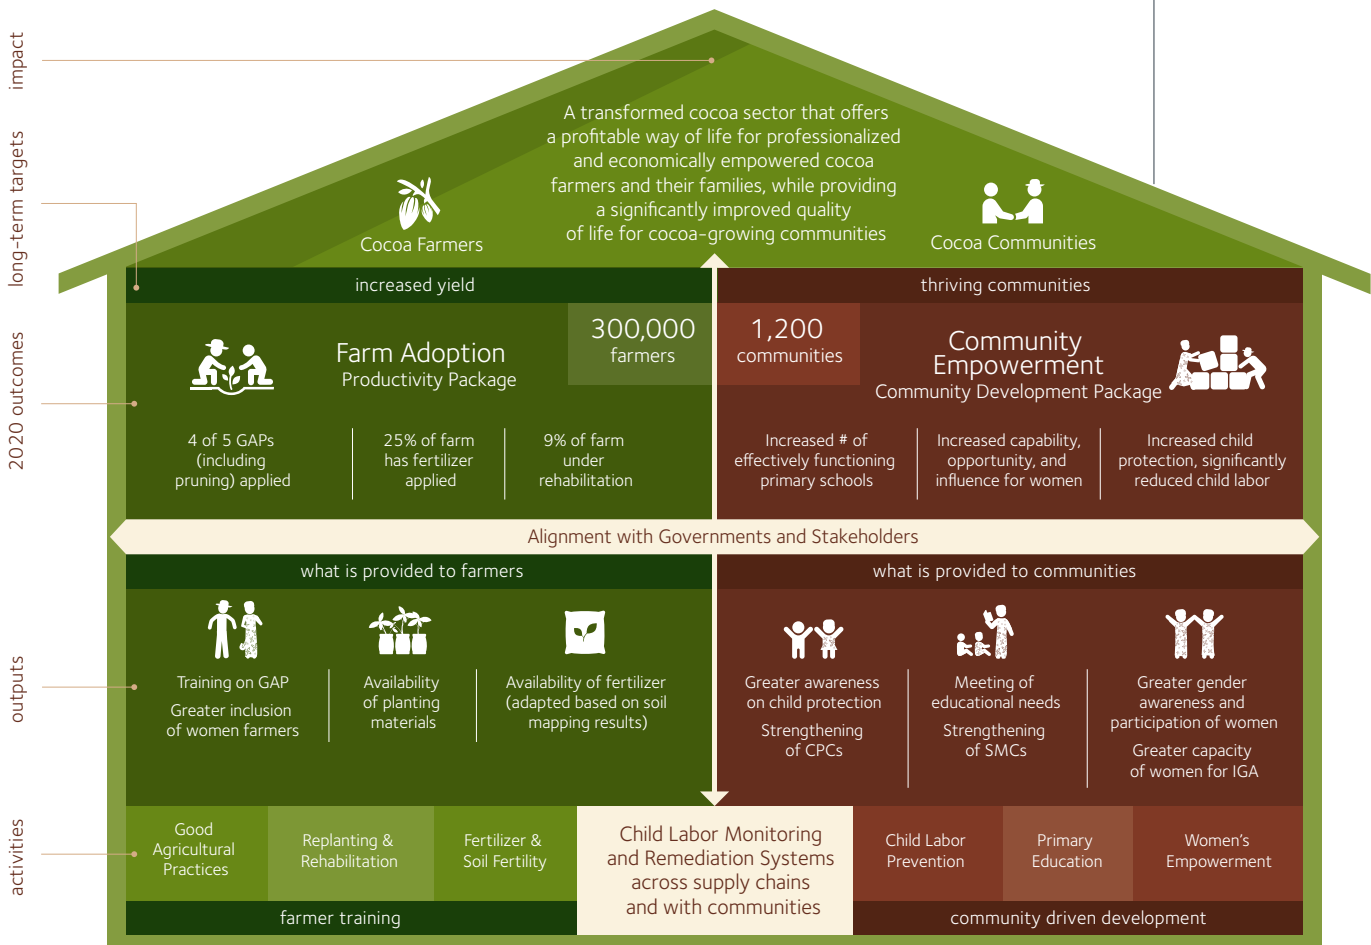 impact
long-term targets
2020 outcomes
outputs
activities
A transformed cocoa sector that offers
a profitable way of life for professionalized
and economically empowered cocoa
farmers and their families, while providing
a significantly improved quality
of life for cocoa-growing communities
Cocoa Farmers
Cocoa Communities
increased yield
thriving communities
300,000
farmers
1,200
communities
Farm Adoption
Productivity Package
Community
Empowerment
Community Development Package
4 of 5 GAPs
(including
pruning) applied
25% of farm
has fertilizer
applied
9% of farm
under
rehabilitation
Increased # of
effectively functioning
primary schools
Increased capability,
opportunity, and
influence for women
Increased child
protection, significantly
reduced child labor
Alignment with Governments and Stakeholders
what is provided to farmers
what is provided to communities
Training on GAP
Greater inclusion
of women farmers
Availability
of planting
materials
Availability of fertilizer
(adapted based on soil
mapping results)
Greater awareness
on child protection
Strengthening
of CPCs
Meeting of
educational needs
Strengthening
of SMCs
Greater gender
awareness and
participation of women
Greater capacity
of women for IGA
Good
Agricultural
Practices
Replanting &
Rehabilitation
Fertilizer &
Soil Fertility
Child Labor Monitoring
and Remediation Systems
across supply chains
and with communities
Child Labor
Prevention
Primary
Education
Women's
Empowerment
farmer training
community driven development